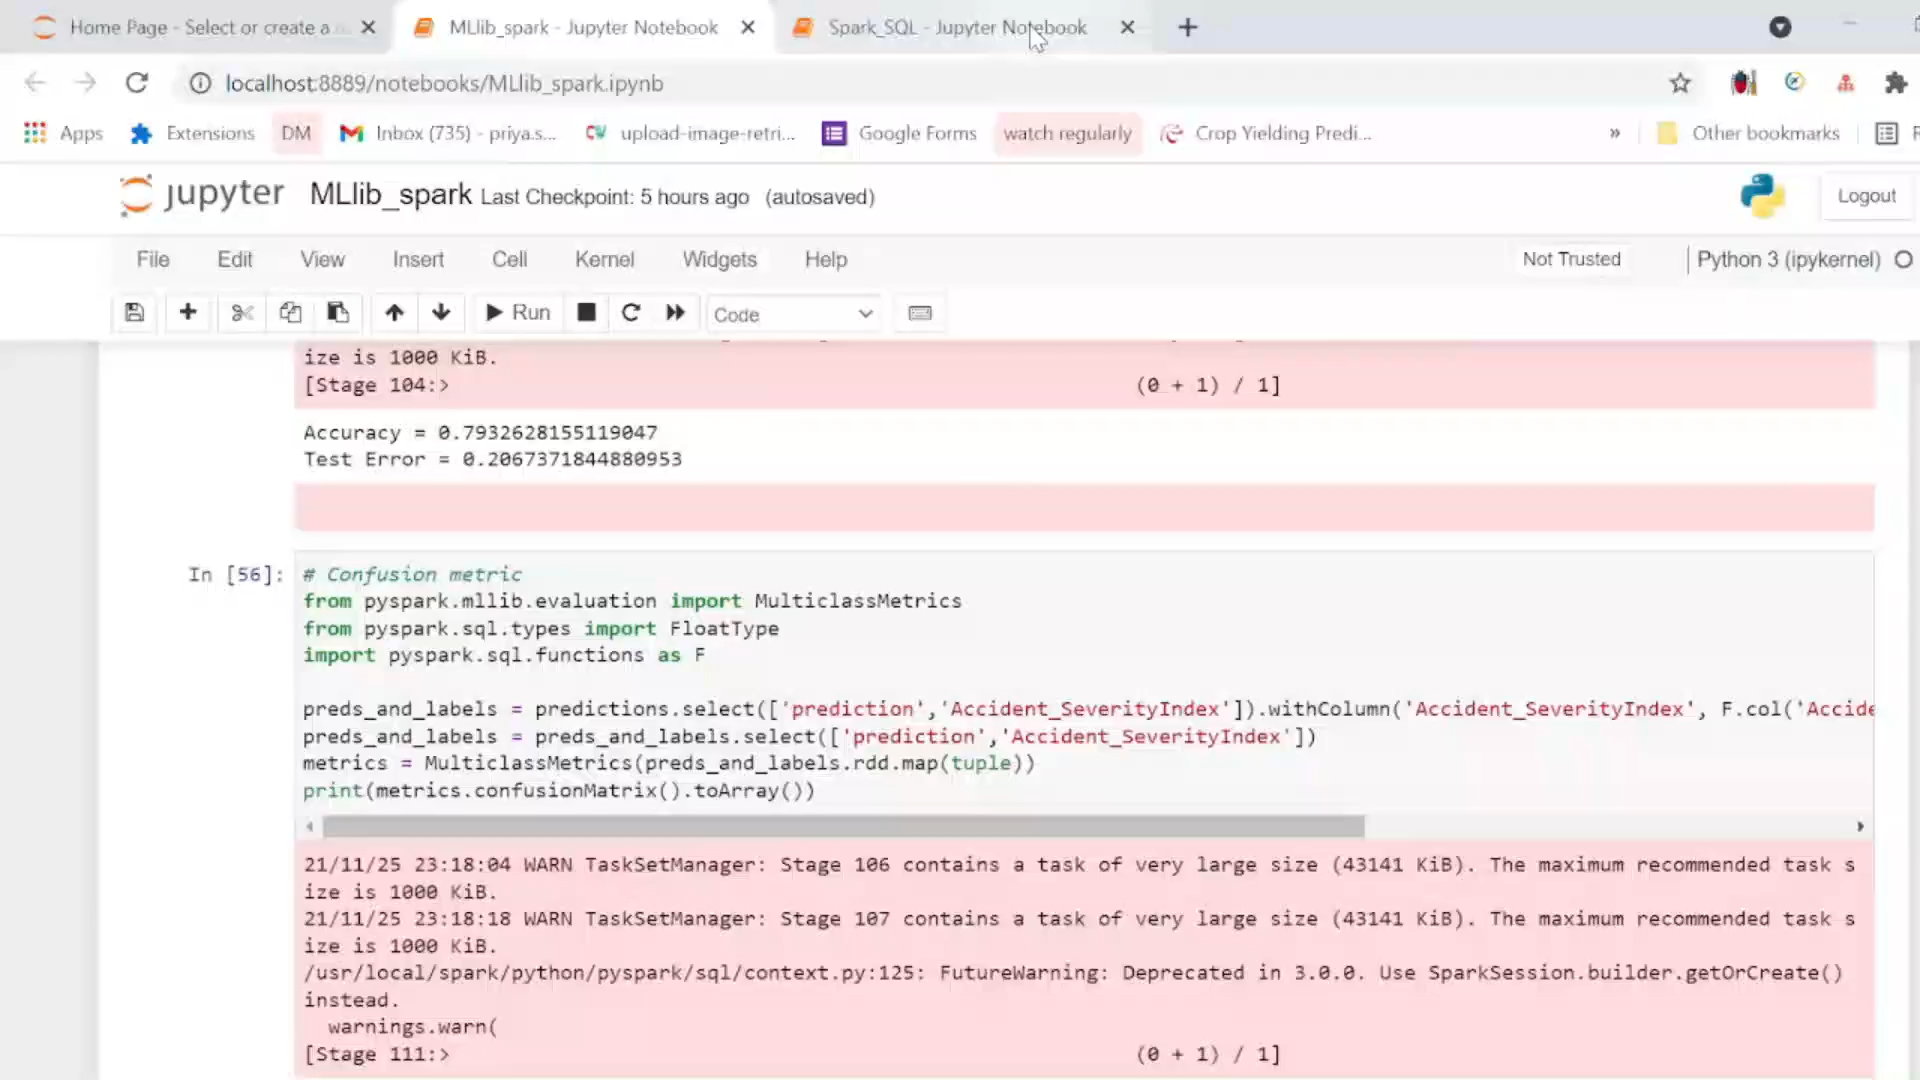 Home Page - Select or create a
MLlib_spark - Jupyter Notebook
Spark_SQL - Jupyter Notebook
localhost:8889/notebooks/MLlib_spark.ipynb
Apps
Extensions
DM
Inbox (735) - priya.s...
upload-image-retri...
Google Forms
watch regularly
Crop Yielding Predi...
»
Other bookmarks
jupyter MLlib_spark Last Checkpoint: 5 hours ago (autosaved)
Logout
File Edit View Insert Cell Kernel Widgets Help
Not Trusted
Python 3 (ipykernel)
Run
Code
ize is 1000 KiB.
[Stage 104:> (0 + 1) / 1]
Accuracy = 0.7932628155119047
Test Error = 0.2067371844880953
In [56]:
# Confusion metric
from pyspark.mllib.evaluation import MulticlassMetrics
from pyspark.sql.types import FloatType
import pyspark.sql.functions as F
preds_and_labels = predictions.select(['prediction','Accident_SeverityIndex']).withColumn('Accident_SeverityIndex', F.col('Accide
preds_and_labels = preds_and_labels.select(['prediction','Accident_SeverityIndex'])
metrics = MulticlassMetrics(preds_and_labels.rdd.map(tuple))
print(metrics.confusionMatrix().toArray())
21/11/25 23:18:04 WARN TaskSetManager: Stage 106 contains a task of very large size (43141 KiB). The maximum recommended task s
ize is 1000 KiB.
21/11/25 23:18:18 WARN TaskSetManager: Stage 107 contains a task of very large size (43141 KiB). The maximum recommended task s
ize is 1000 KiB.
/usr/local/spark/python/pyspark/sql/context.py:125: FutureWarning: Deprecated in 3.0.0. Use SparkSession.builder.getOrCreate()
instead.
warnings.warn(
[Stage 111:> (0 + 1) / 1]